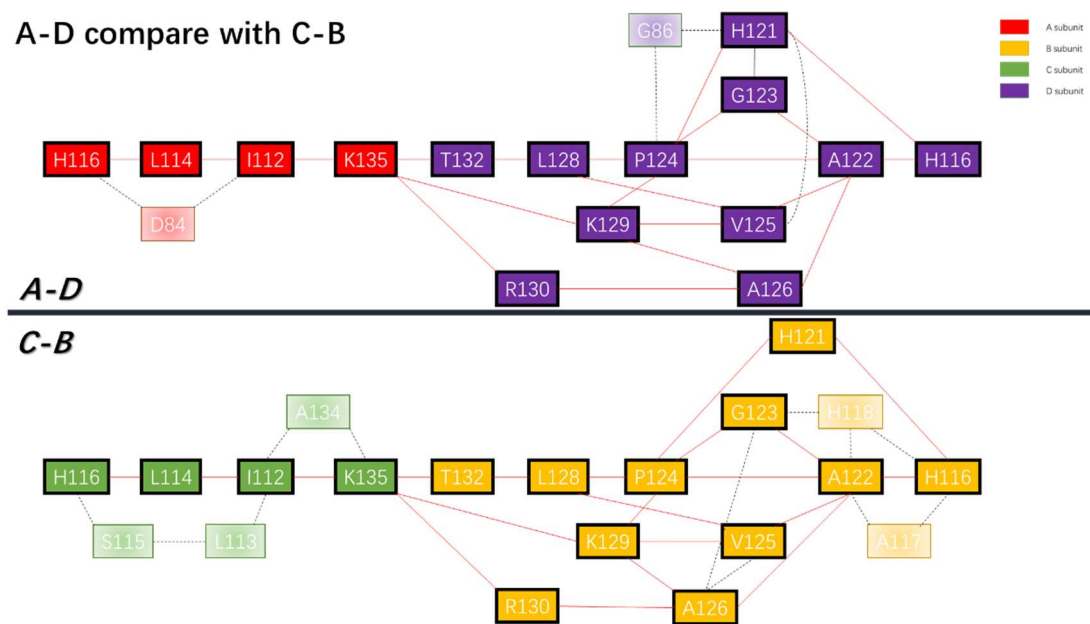 A-D compare with C-B
G86 H121
A subunit
B subunit
C subunit
D subunit
G123
H116 L114 I112 K135 T132 L128 P124 A122 H116
D84 K129 V125
R130 A126
A-D
C-B
H121
A134 G123 H118
H116 L114 I112 K135 T132 L128 P124 A122 H116
S115 L113 K129 V125 A117
R130 A126